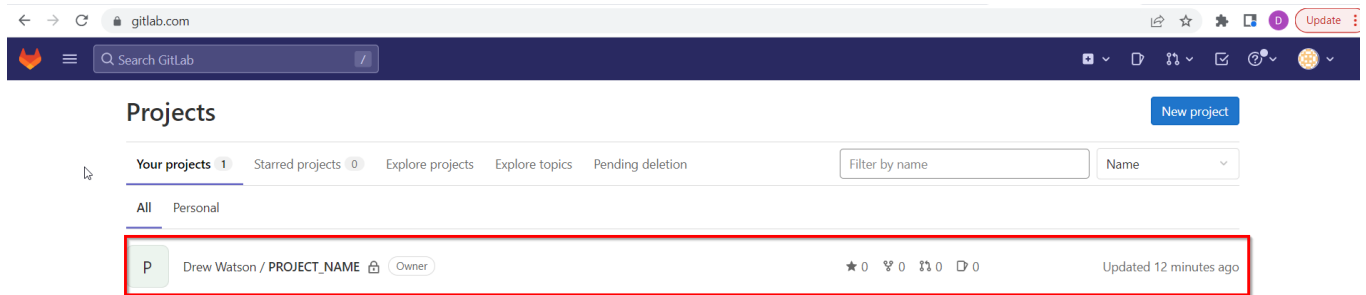 gitlab.com
D
Update
Search GitLab
/
Projects
New project
Your projects 1 Starred projects 0 Explore projects Explore topics Pending deletion
Filter by name
Name
All Personal
P Drew Watson / PROJECT_NAME Owner 0 0 0 0 Updated 12 minutes ago